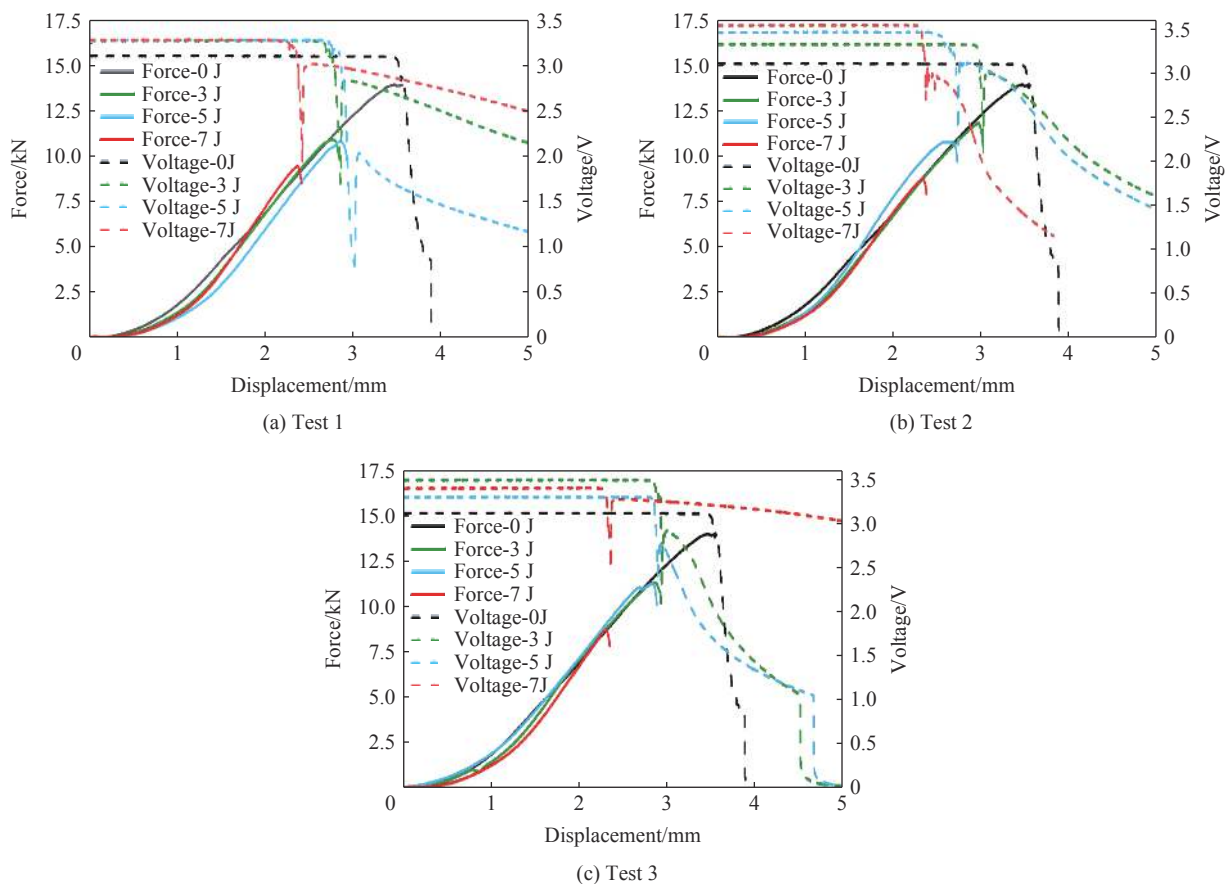 17.5
15.0
12.5
10.0
7.5
5.0
2.5
0
Force/kN
3.5
3.0
2.5
2.0
1.5
1.0
0.5
0
Voltage/V
Force-0 J
Force-3 J
Force-5 J
Force-7 J
Voltage-0J
Voltage-3 J
Voltage-5 J
Voltage-7J
1 2 3 4 5
Displacement/mm
(a) Test 1
17.5
15.0
12.5
10.0
7.5
5.0
2.5
0
Force/kN
3.5
3.0
2.5
2.0
1.5
1.0
0.5
0
Voltage/V
Force-0 J
Force-3 J
Force-5 J
Force-7 J
Voltage-0J
Voltage-3 J
Voltage-5 J
Voltage-7J
1 2 3 4 5
Displacement/mm
(b) Test 2
17.5
15.0
12.5
10.0
7.5
5.0
2.5
0
Force/kN
3.5
3.0
2.5
2.0
1.5
1.0
0.5
0
Voltage/V
Force-0 J
Force-3 J
Force-5 J
Force-7 J
Voltage-0J
Voltage-3 J
Voltage-5 J
Voltage-7J
1 2 3 4 5
Displacement/mm
(c) Test 3